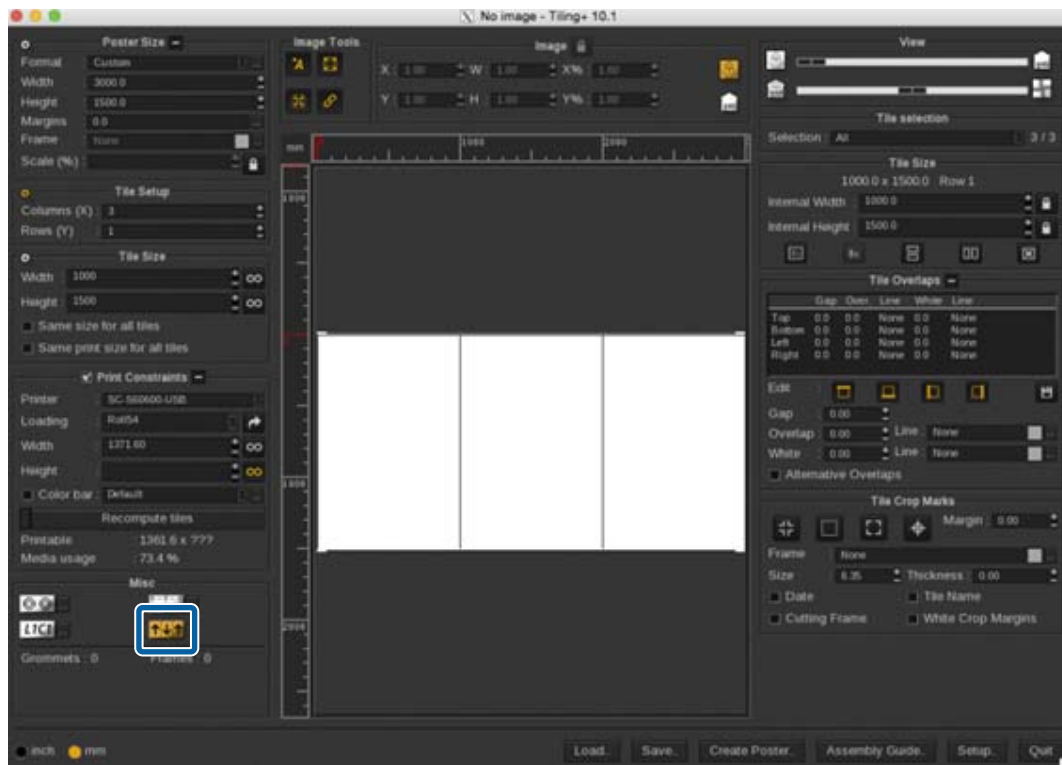 No image - Tiling+ 10.1
Poster Size
Format Custom
Width 3000.0
Height 1500.0
Margins 0.0
Frame None
Scale (%)
Tile Setup
Columns (X) 3
Rows (Y) 1
Tile Size
Width 1000
Height 1500
Same size for all tiles
Same print size for all tiles
Print Constraints
Printer SC-S60600-USB
Loading Roll54
Width 1371.60
Height
Color bar Default
Recompute tiles
Printable : 1361.6 x ???
Media usage : 73.4 %
Misc
L1C1
Grommets : 0 Frames : 0
inch mm
Image Tools
Image
X : 1.00 W : 1.00 X% 1.00
Y : 1.00 H : 1.00 Y% 1.00
mm 1000 2000
View
Tile selection
Selection : All 3 / 3
Tile Size
1000.0 x 1500.0 Row 1
Internal Width 1000.0
Internal Height 1500.0
Tile Overlaps
Gap Over. Line White Line
Top 0.0 0.0 None 0.0 None
Bottom 0.0 0.0 None 0.0 None
Left 0.0 0.0 None 0.0 None
Right 0.0 0.0 None 0.0 None
Edit
Gap : 0.00
Overlap : 0.00 Line : None
White : 0.00 Line : None
Alternative Overlaps
Tile Crop Marks
Margin : 0.00
Frame None
Size 6.35 Thickness : 0.00
Date Tile Name
Cutting Frame White Crop Margins
Load.. Save.. Create Poster.. Assembly Guide.. Setup.. Quit